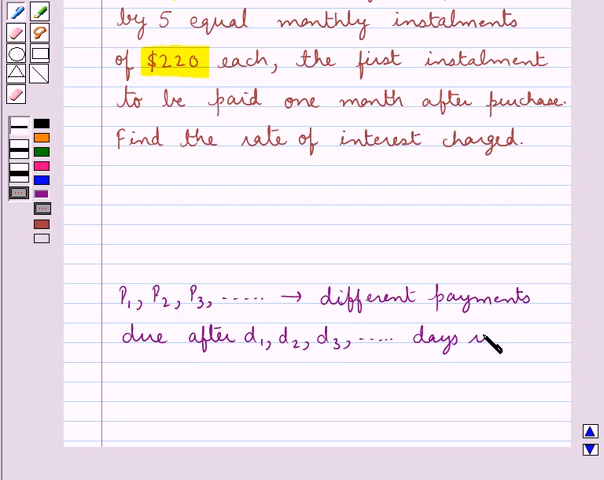 by 5 equal monthly instalments
of $220 each, the first instalment
to be paid one month after purchase.
Find the rate of interest charged.
P₁, P₂, P₃, ..... → different payments
due after d₁, d₂, d₃, ..... days